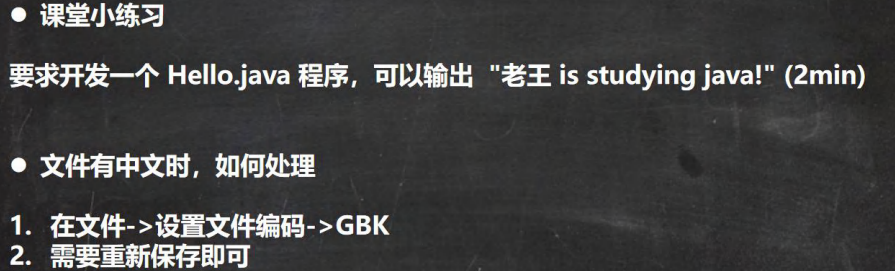 ● 课堂小练习
要求开发一个 Hello.java 程序，可以输出 "老王 is studying java!" (2min)
● 文件有中文时，如何处理
1. 在文件->设置文件编码->GBK
2. 需要重新保存即可